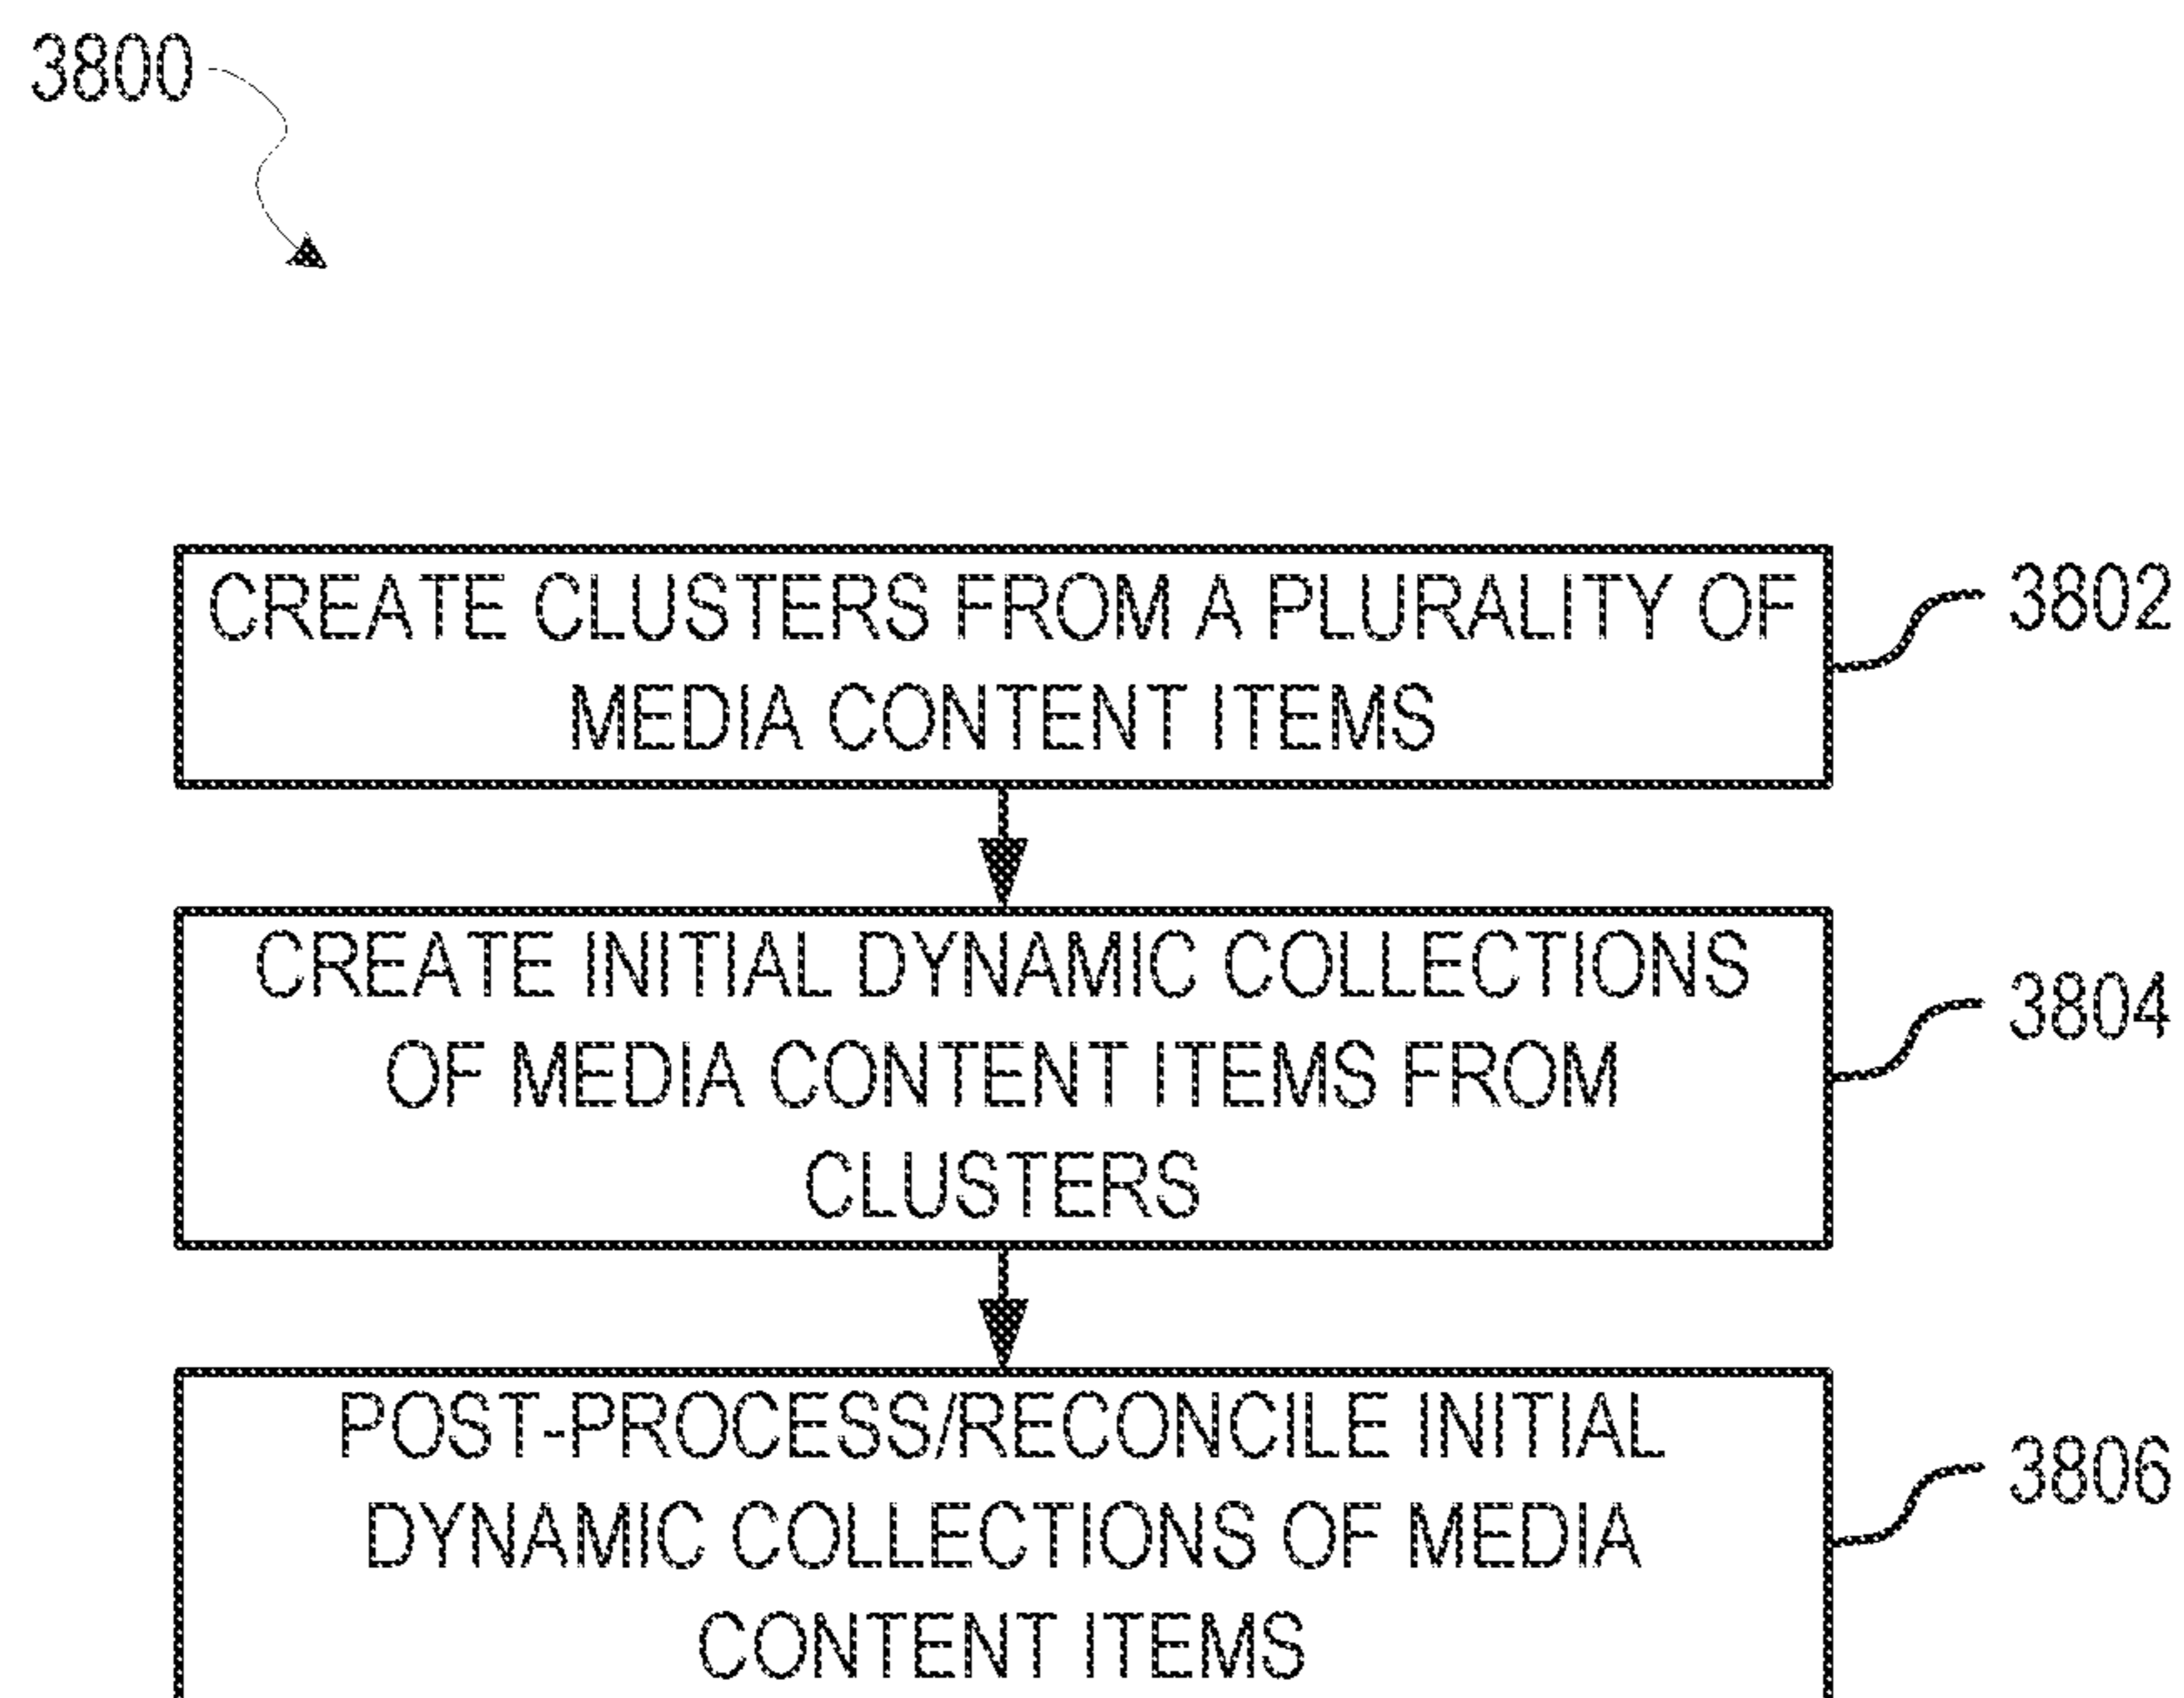 3800
CREATE CLUSTERS FROM A PLURALITY OF
MEDIA CONTENT ITEMS
3802
CREATE INITIAL DYNAMIC COLLECTIONS
OF MEDIA CONTENT ITEMS FROM
CLUSTERS
3804
POST-PROCESS/RECONCILE INITIAL
DYNAMIC COLLECTIONS OF MEDIA
CONTENT ITEMS
3806